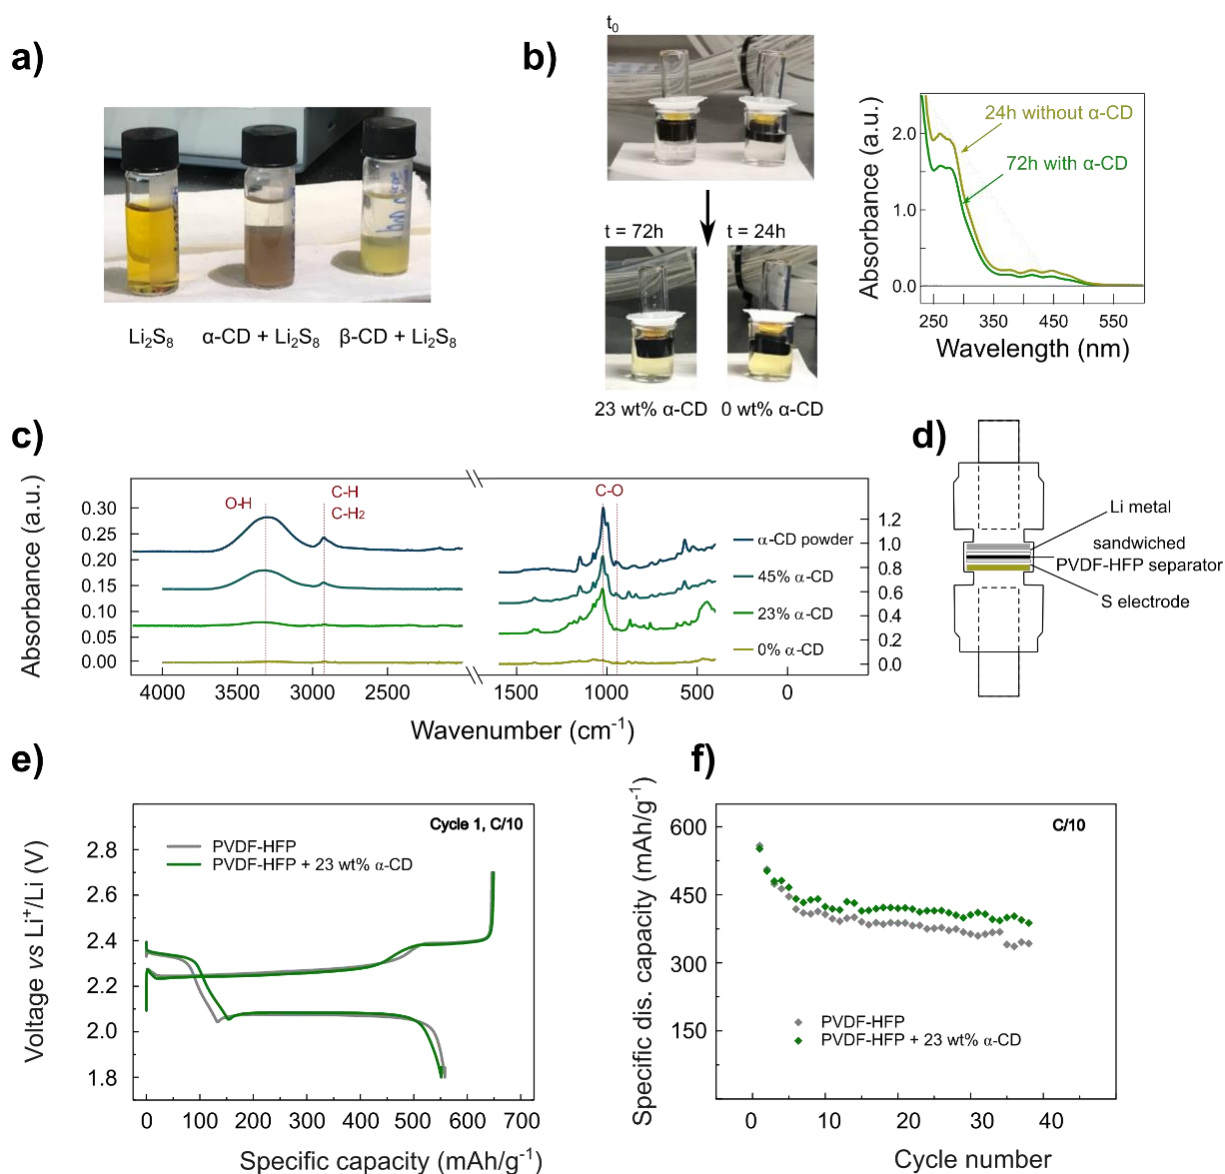 a)
Li₂S₈
α-CD + Li₂S₈
β-CD + Li₂S₈
b)
t₀
t = 72h
t = 24h
23 wt% α-CD
0 wt% α-CD
Absorbance (a.u.)
2.0
1.0
0.0
24h without α-CD
72h with α-CD
250
350
450
550
Wavelength (nm)
c)
Absorbance (a.u.)
0.30
0.25
0.20
0.15
0.10
0.05
0.00
O-H
C-H
C-H₂
C-O
α-CD powder
45% α-CD
23% α-CD
0% α-CD
1.2
1.0
0.8
0.6
0.4
0.2
0.0
4000
3500
3000
2500
1500
1000
500
0
Wavenumber (cm⁻¹)
d)
Li metal
sandwiched
PVDF-HFP separator
S electrode
e)
Voltage vs Li⁺/Li (V)
2.8
2.6
2.4
2.2
2.0
1.8
Cycle 1, C/10
PVDF-HFP
PVDF-HFP + 23 wt% α-CD
0
100
200
300
400
500
600
700
Specific capacity (mAh/g⁻¹)
f)
Specific dis. capacity (mAh/g⁻¹)
600
450
300
150
C/10
PVDF-HFP
PVDF-HFP + 23 wt% α-CD
0
10
20
30
40
50
Cycle number